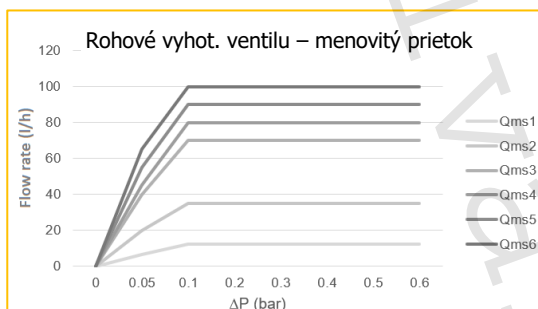 Rohové vyhot. ventilu – menovitý prietok
120
100
80
60
40
20
0
Flow rate (l/h)
0 0.05 0.1 0.2 0.3 0.4 0.5 0.6
ΔP (bar)
Qms1
Qms2
Qms3
Qms4
Qms5
Qms6